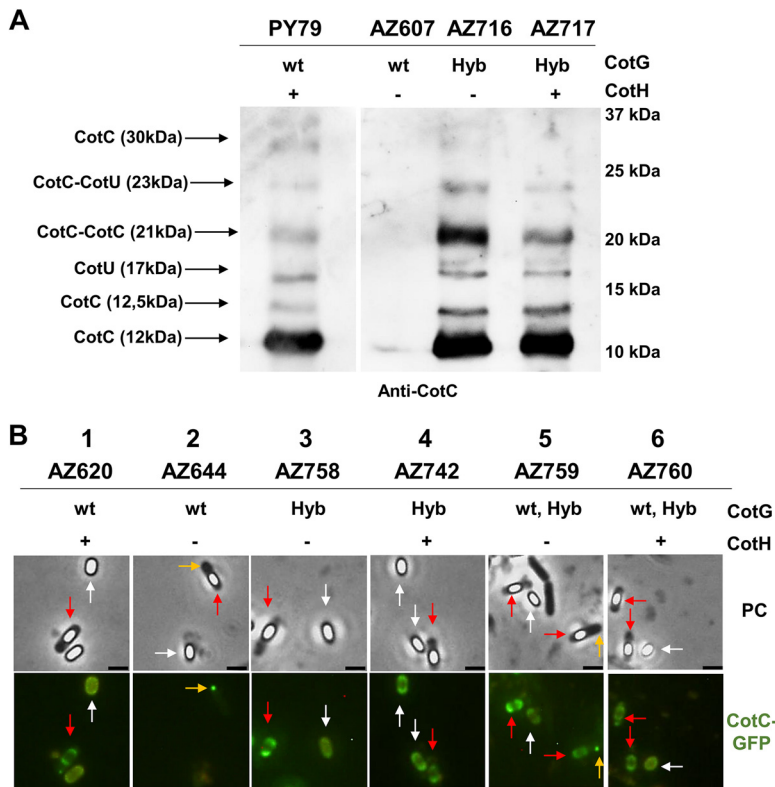 A
PY79 AZ607 AZ716 AZ717
wt wt Hyb Hyb CotG
+ - - + CotH
37 kDa
CotC (30kDa)
25 kDa
CotC-CotU (23kDa)
CotC-CotC (21kDa)
20 kDa
CotU (17kDa)
15 kDa
CotC (12,5kDa)
CotC (12kDa)
10 kDa
Anti-CotC
B 1 2 3 4 5 6
AZ620 AZ644 AZ758 AZ742 AZ759 AZ760
wt wt Hyb Hyb wt, Hyb wt, Hyb CotG
+ - - + - + CotH
PC
CotC-
GFP